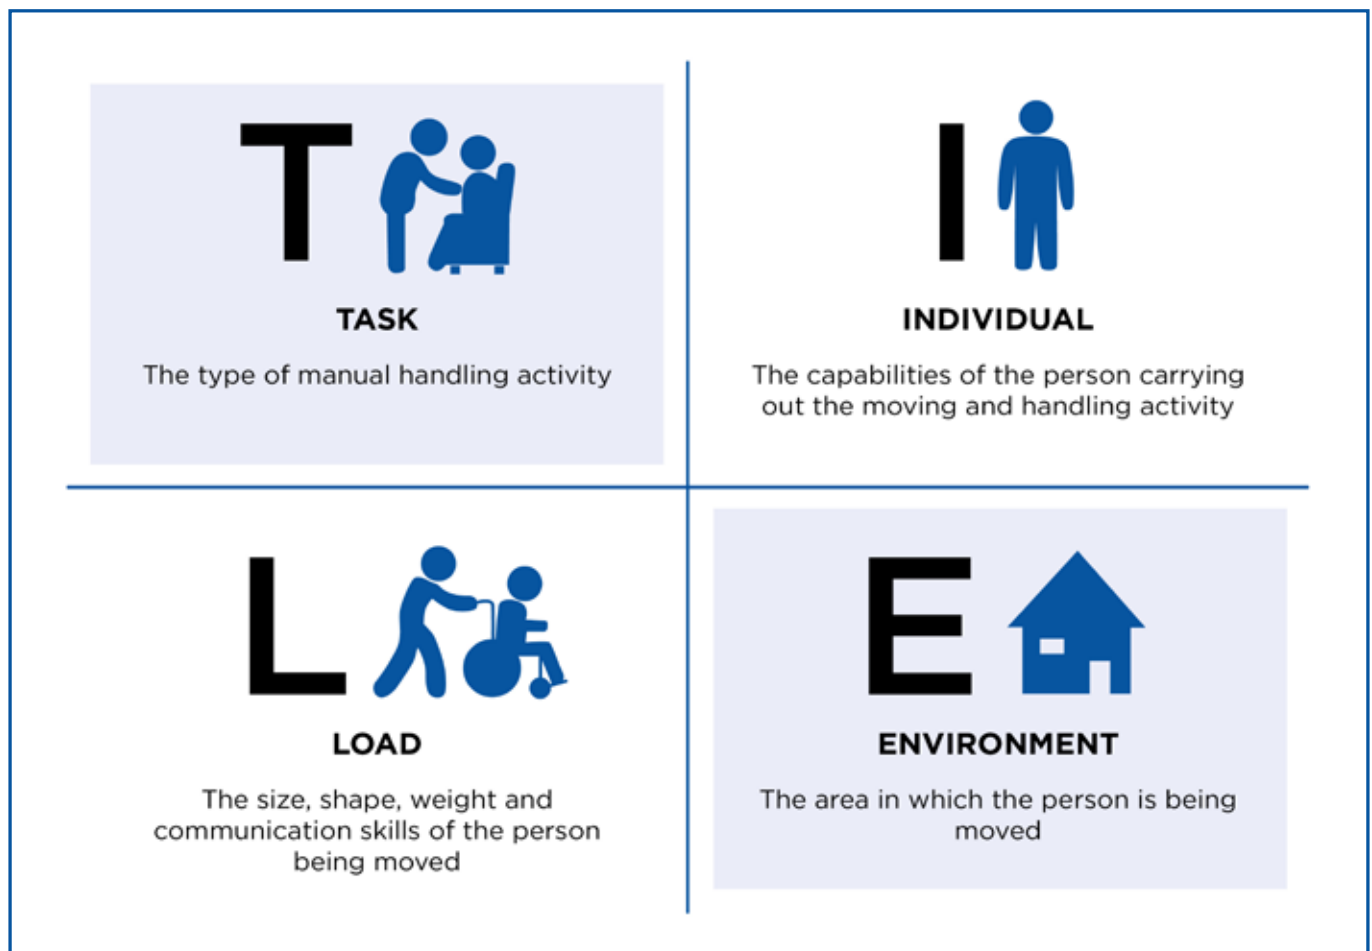 T
TASK
The type of manual handling activity
I
INDIVIDUAL
The capabilities of the person carrying
out the moving and handling activity
L
LOAD
The size, shape, weight and
communication skills of the person
being moved
E
ENVIRONMENT
The area in which the person is being
moved